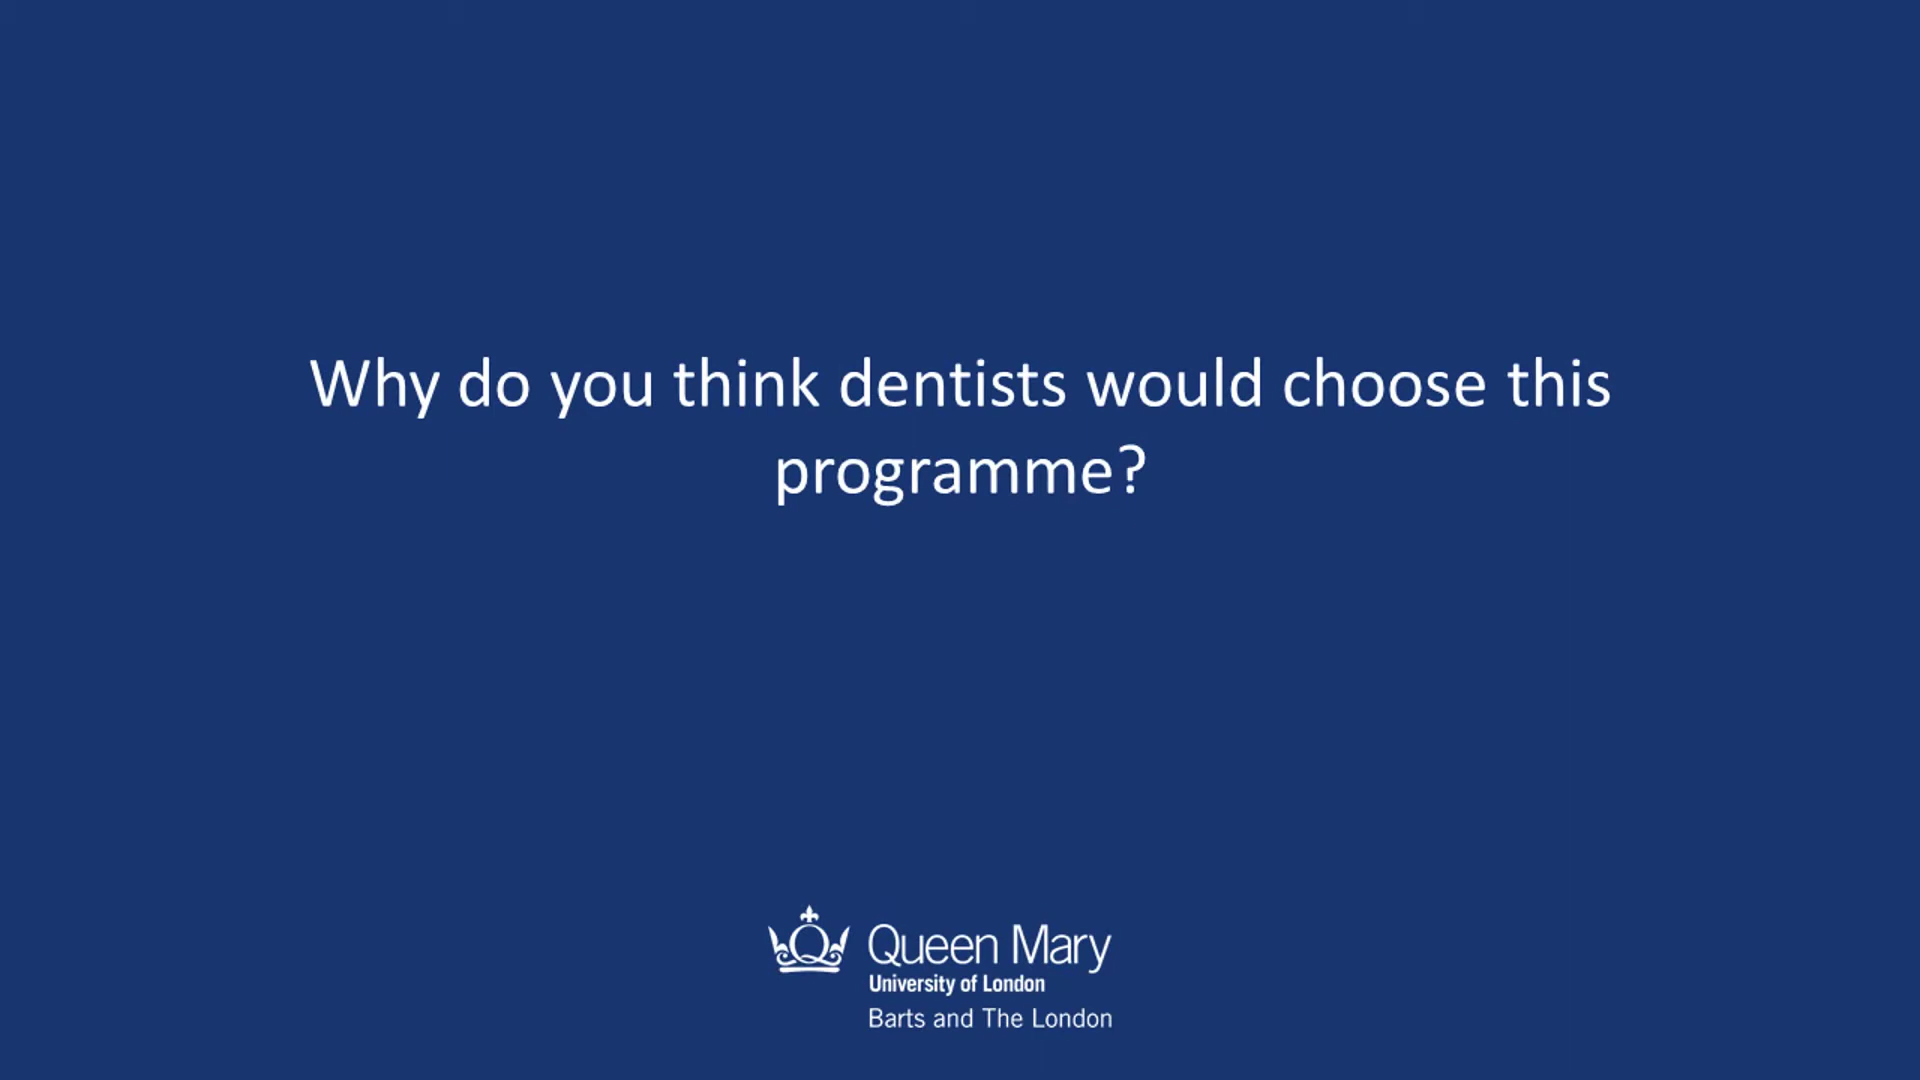 Why do you think dentists would choose this
programme?
Queen Mary
University of London
Barts and The London